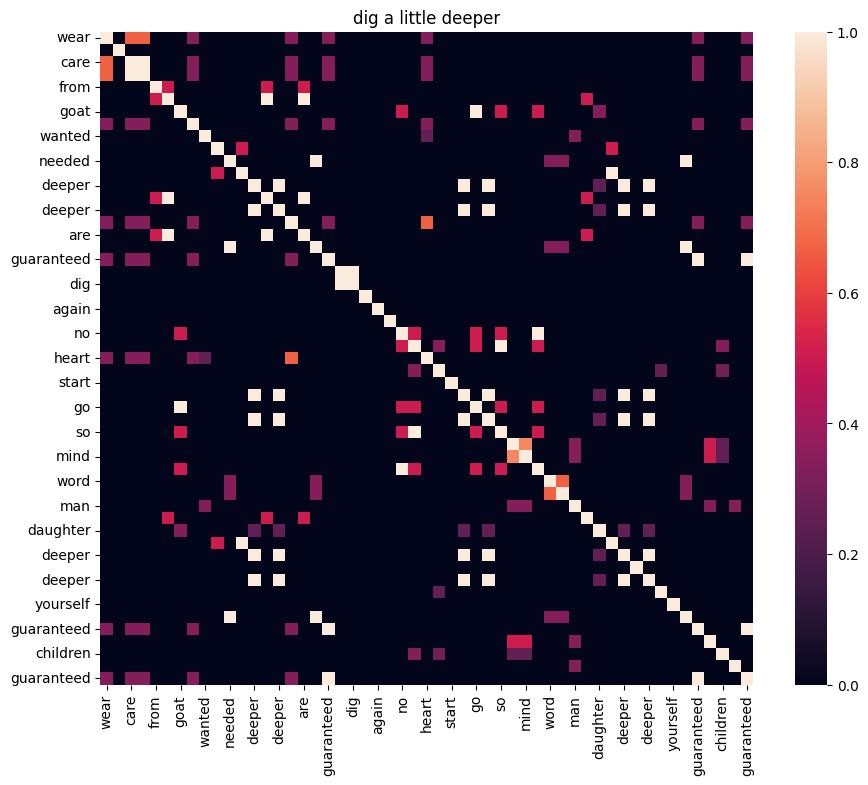 dig a little deeper
wear
care
from
goat
wanted
needed
deeper
deeper
are
guaranteed
dig
again
no
heart
start
go
so
mind
word
man
daughter
deeper
deeper
yourself
guaranteed
children
guaranteed
1.0
0.8
0.6
0.4
0.2
0.0
wear
care
from
goat
wanted
needed
deeper
deeper
are
guaranteed
dig
again
no
heart
start
go
so
mind
word
man
daughter
deeper
deeper
yourself
guaranteed
children
guaranteed